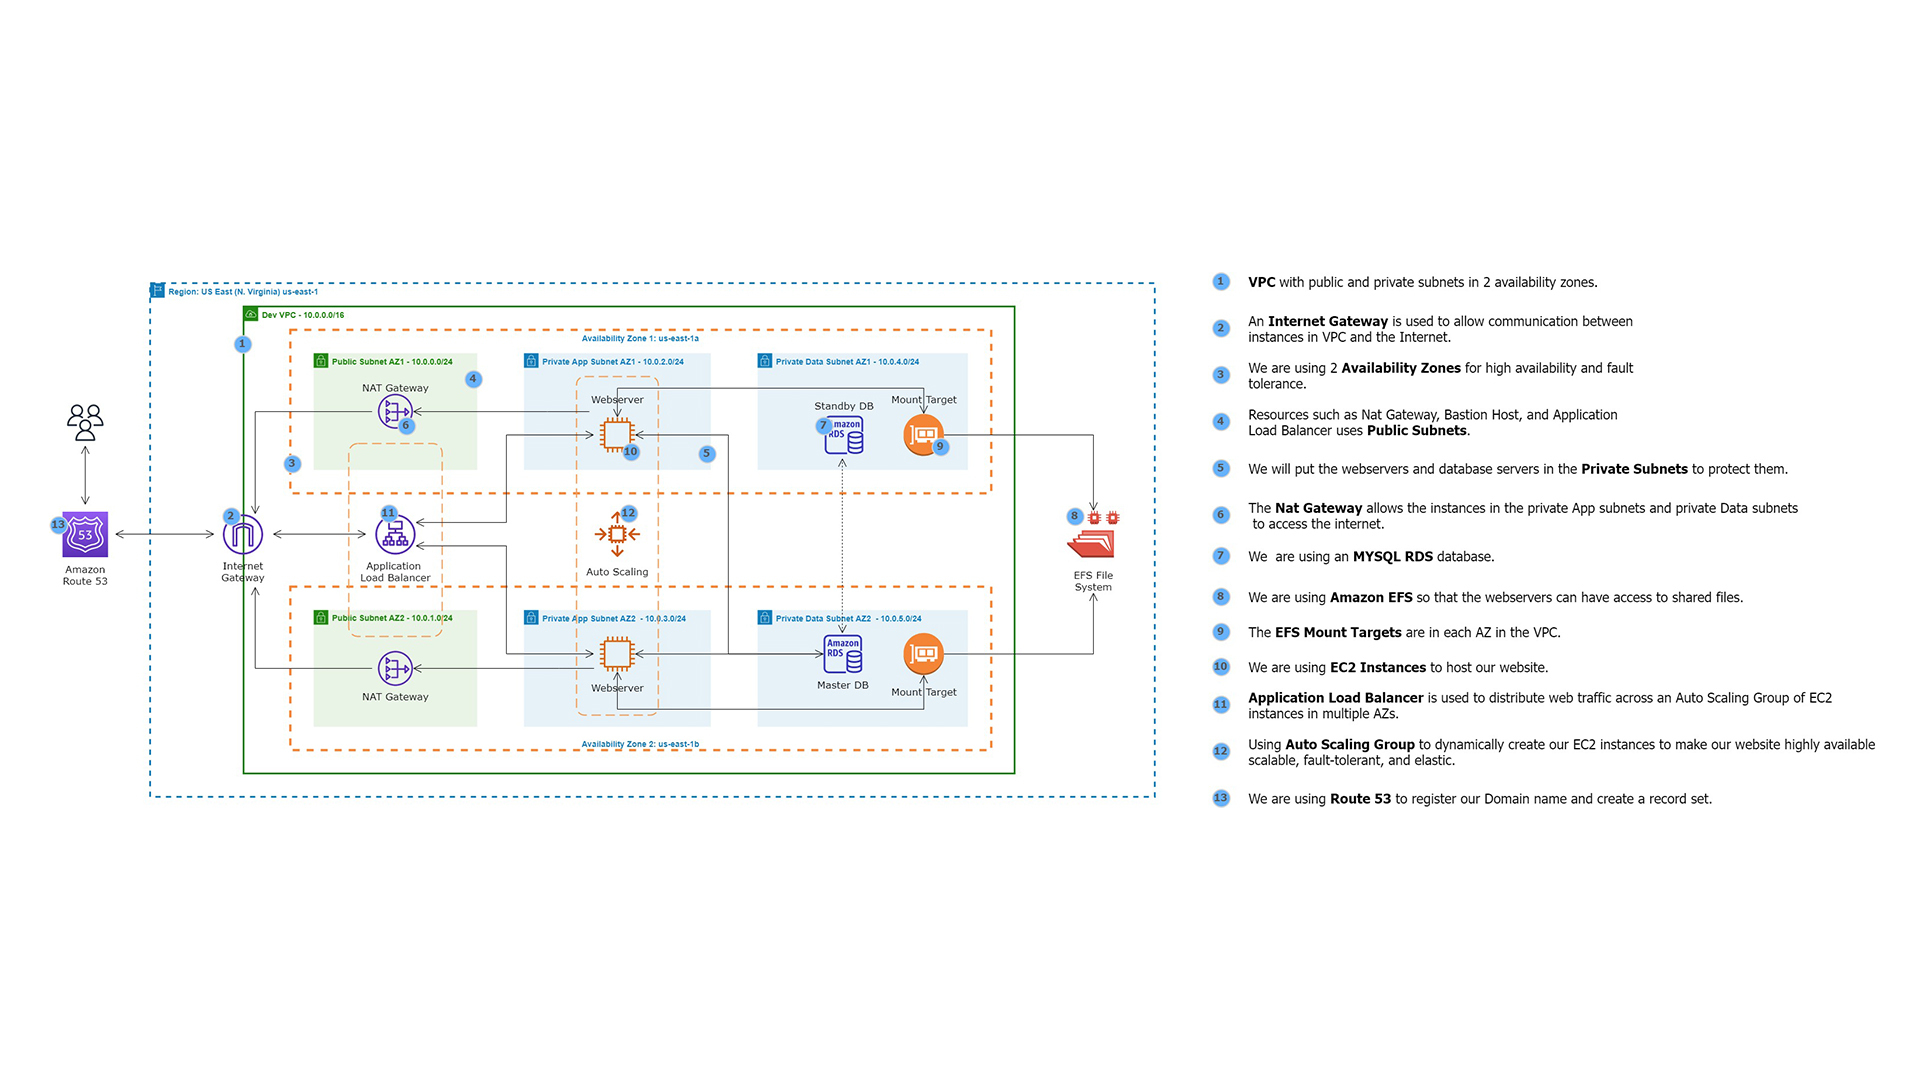 Region: US East (N. Virginia) us-east-1
Dev VPC - 10.0.0.0/16
1
Availability Zone 1: us-east-1a
Public Subnet AZ1 - 10.0.0.0/24
Private App Subnet AZ1 - 10.0.2.0/24
Private Data Subnet AZ1 - 10.0.4.0/24
NAT Gateway
4
6
Webserver
10
5
Standby DB
7
Amazon
RDS
Mount Target
9
3
13
53
Amazon
Route 53
2
Internet
Gateway
11
Application
Load Balancer
12
Auto Scaling
8
EFS File
System
Public Subnet AZ2 - 10.0.1.0/24
Private App Subnet AZ2 - 10.0.3.0/24
Private Data Subnet AZ2 - 10.0.5.0/24
NAT Gateway
Webserver
Amazon
RDS
Master DB
Mount Target
Availability Zone 2: us-east-1b
1 VPC with public and private subnets in 2 availability zones.
2 An Internet Gateway is used to allow communication between
instances in VPC and the Internet.
3 We are using 2 Availability Zones for high availability and fault
tolerance.
4 Resources such as Nat Gateway, Bastion Host, and Application
Load Balancer uses Public Subnets.
5 We will put the webservers and database servers in the Private Subnets to protect them.
6 The Nat Gateway allows the instances in the private App subnets and private Data subnets
to access the internet.
7 We are using an MYSQL RDS database.
8 We are using Amazon EFS so that the webservers can have access to shared files.
9 The EFS Mount Targets are in each AZ in the VPC.
10 We are using EC2 Instances to host our website.
11 Application Load Balancer is used to distribute web traffic across an Auto Scaling Group of EC2
instances in multiple AZs.
12 Using Auto Scaling Group to dynamically create our EC2 instances to make our website highly available
scalable, fault-tolerant, and elastic.
13 We are using Route 53 to register our Domain name and create a record set.